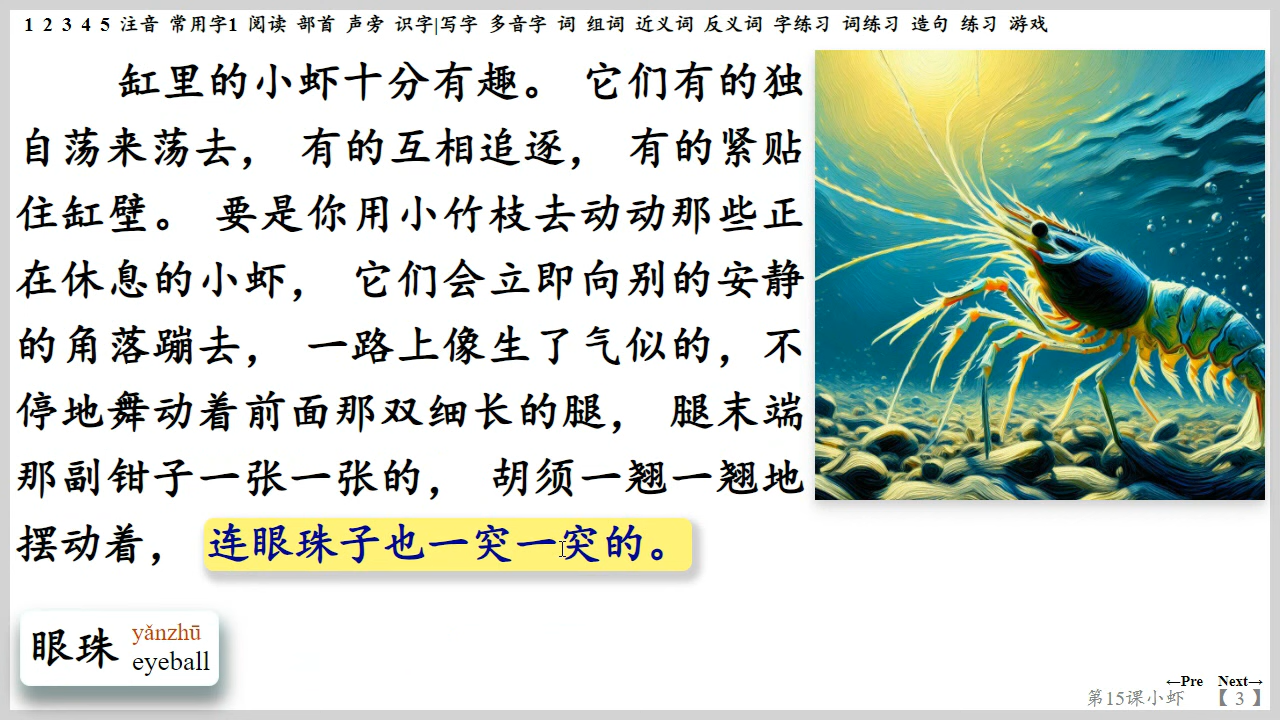 1 2 3 4 5 注音 常用字1 阅读 部首 声旁 识字|写字 多音字 词 组词 近义词 反义词 字练习 词练习 造句 练习 游戏
缸里的小虾十分有趣。 它们有的独
自荡来荡去， 有的互相追逐， 有的紧贴
住缸壁。 要是你用小竹枝去动动那些正
在休息的小虾， 它们会立即向别的安静
的角落蹦去， 一路上像生了气似的，不
停地舞动着前面那双细长的腿， 腿末端
那副钳子一张一张的， 胡须一翘一翘地
摆动着， 连眼珠子也一突一突的。
眼珠 yǎnzhū
eyeball
←Pre Next→
第15课小虾 【 3 】